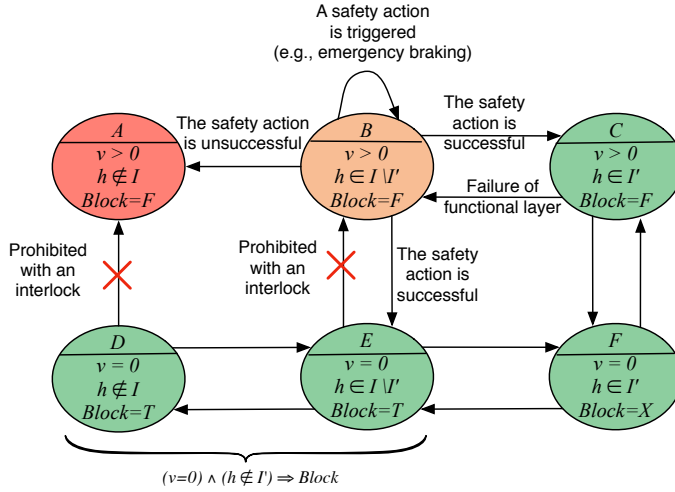 A safety action
is triggered
(e.g., emergency braking)
The safety action
is unsuccessful
The safety
action is
successful
A
v > 0
h ∉ I
Block=F
B
v > 0
h ∈ I \I'
Block=F
C
v > 0
h ∈ I'
Block=F
Failure of
functional layer
Prohibited
with an
interlock
Prohibited
with an
interlock
The safety
action is
successful
D
v = 0
h ∉ I
Block=T
E
v = 0
h ∈ I \I'
Block=T
F
v = 0
h ∈ I'
Block=X
(v=0) ∧ (h ∉ I') ⇒ Block